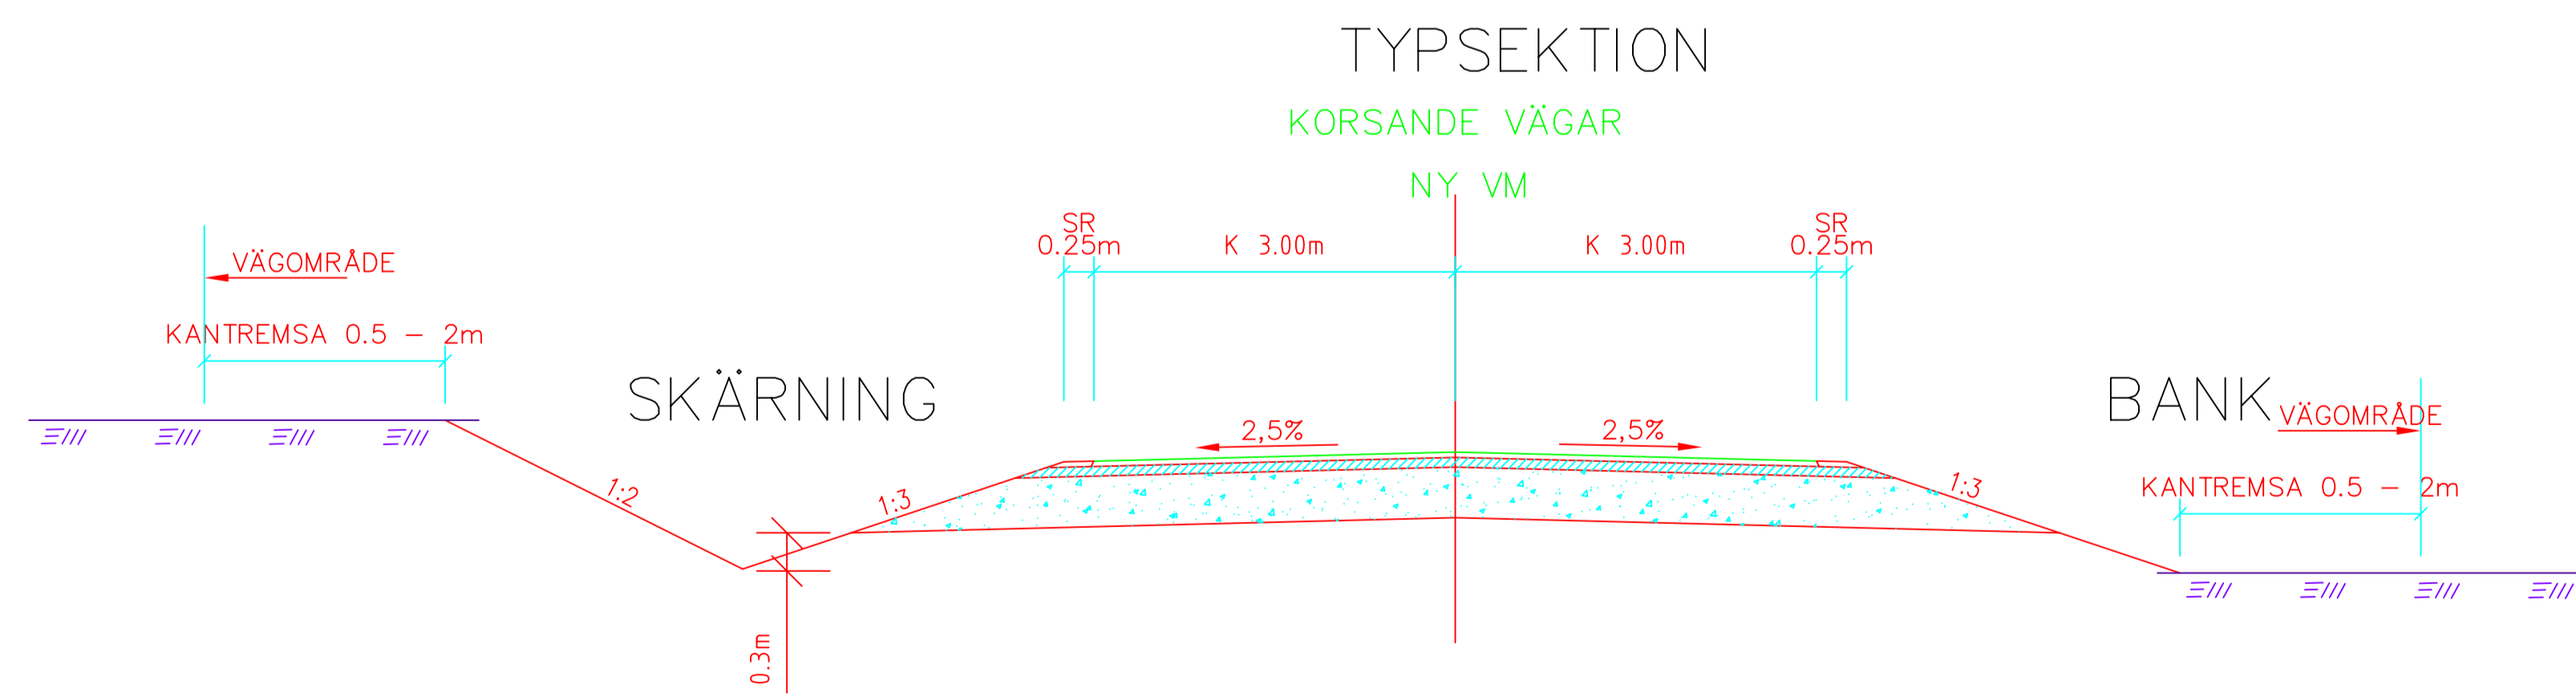 TYPSEKTION
KORSANDE VÄGAR
NY VM
SR
0.25m
K 3.00m
K 3.00m
SR
0.25m
VÄGOMRÅDE
KANTREMSA 0.5 - 2m
SKÄRNING
BANK
VÄGOMRÅDE
2,5%
2,5%
KANTREMSA 0.5 - 2m
1:2
1:3
1:3
0.3m